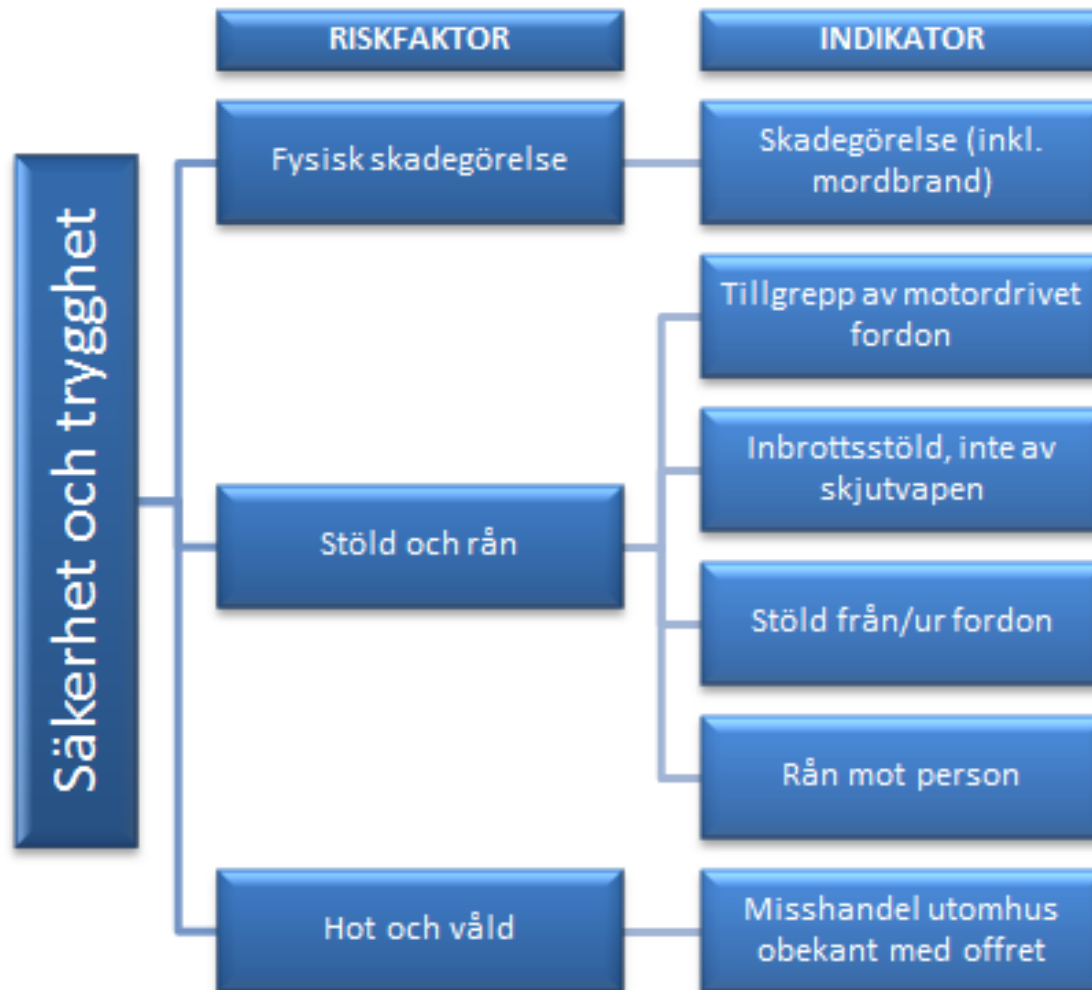 RISKFAKTOR
INDIKATOR
Säkerhet och trygghet
Fysisk skadegörelse
Skadegörelse (inkl.
mordbrand)
Stöld och rån
Tillgrepp av motordrivet
fordon
Inbrottsstöld, inte av
skjutvapen
Stöld från/ur fordon
Rån mot person
Hot och våld
Misshandel utomhus
obekant med offret